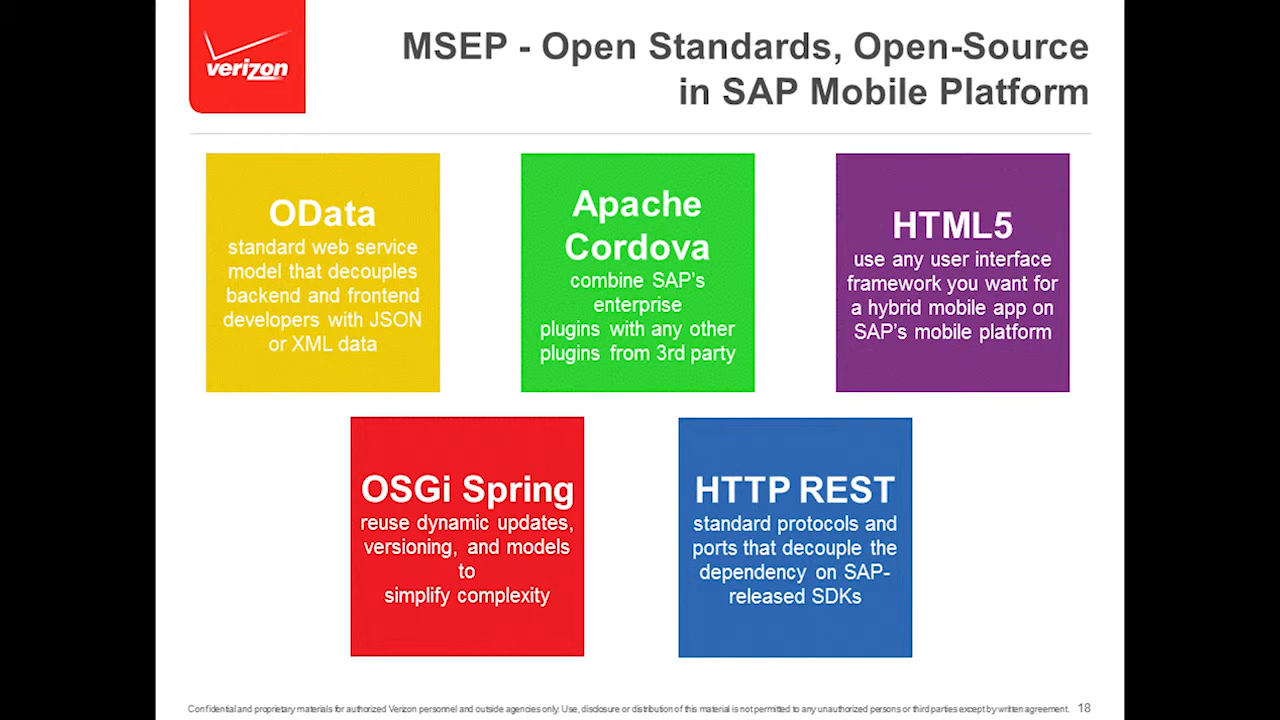 verizon
MSEP - Open Standards, Open-Source
in SAP Mobile Platform
OData
standard web service
model that decouples
backend and frontend
developers with JSON
or XML data
Apache
Cordova
combine SAP's
enterprise
plugins with any other
plugins from 3rd party
HTML5
use any user interface
framework you want for
a hybrid mobile app on
SAP's mobile platform
OSGi Spring
reuse dynamic updates,
versioning, and models
to
simplify complexity
HTTP REST
standard protocols and
ports that decouple the
dependency on SAP-
released SDKs
Confidential and proprietary materials for authorized Verizon personnel and outside agencies only. Use, disclosure or distribution of this material is not permitted to any unauthorized persons or third parties except by written agreement. 18